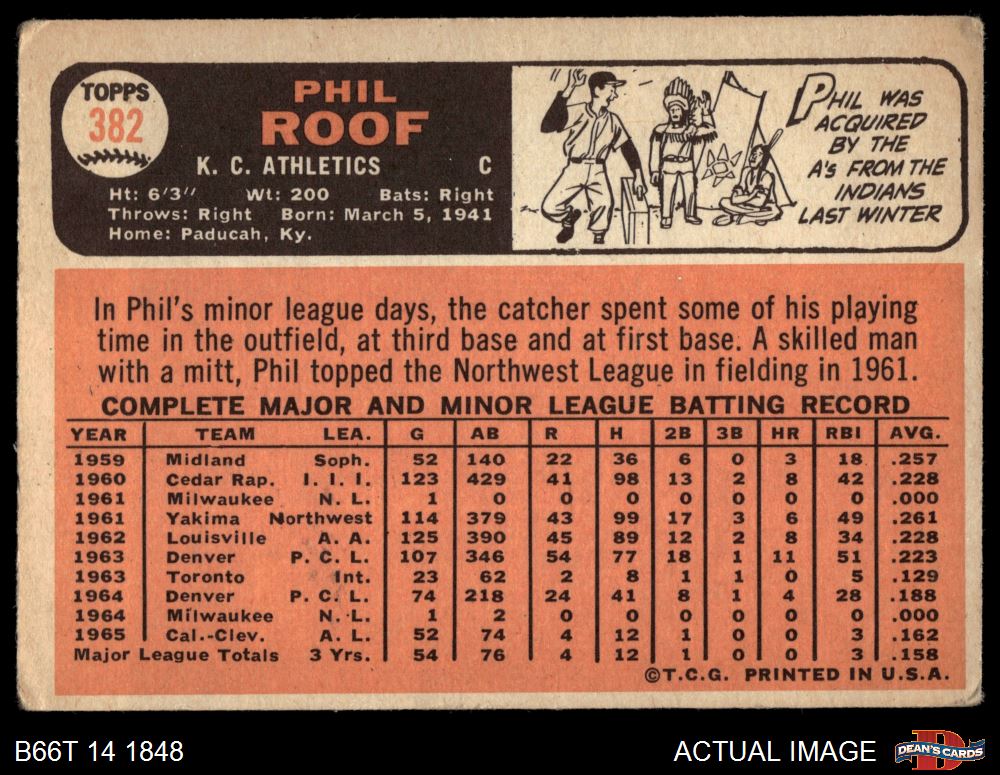 TOPPS
382
PHIL
ROOF
K. C. ATHLETICS C
Ht: 6'3" Wt: 200 Bats: Right
Throws: Right Born: March 5, 1941
Home: Paducah, Ky.
PHIL WAS
ACQUIRED
BY THE
A's FROM THE
INDIANS
LAST WINTER
In Phil's minor league days, the catcher spent some of his playing
time in the outfield, at third base and at first base. A skilled man
with a mitt, Phil topped the Northwest League in fielding in 1961.
COMPLETE MAJOR AND MINOR LEAGUE BATTING RECORD
YEAR TEAM LEA. G AB R H 2B 3B HR RBI AVG.
1959 Midland Soph. 52 140 22 36 6 0 3 18 .257
1960 Cedar Rap. I. I. I. 123 429 41 98 13 2 8 42 .228
1961 Milwaukee N. L. 1 0 0 0 0 0 0 0 .000
1961 Yakima Northwest 114 379 43 99 17 3 6 49 .261
1962 Louisville A. A. 125 390 45 89 12 2 8 34 .228
1963 Denver P. C. L. 107 346 54 77 18 1 11 51 .223
1963 Toronto Int. 23 62 2 8 1 1 0 5 .129
1964 Denver P. C. L. 74 218 24 41 8 1 4 28 .188
1964 Milwaukee N. L. 1 2 0 0 0 0 0 0 .000
1965 Cal.-Clev. A. L. 52 74 4 12 1 0 0 3 .162
Major League Totals 3 Yrs. 54 76 4 12 1 0 0 3 .158
©T.C.G. PRINTED IN U.S.A.
B66T 14 1848
ACTUAL IMAGE
DEAN'S CARDS